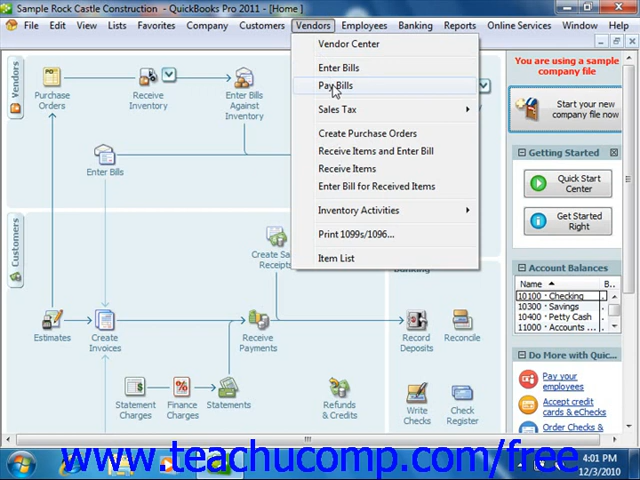 Sample Rock Castle Construction - QuickBooks Pro 2011 - [Home ]
File Edit View Lists Favorites Company Customers Vendors Employees Banking Reports Online Services Window Help
Vendor Center
Enter Bills
Pay Bills
Sales Tax
Create Purchase Orders
Receive Items and Enter Bill
Receive Items
Enter Bill for Received Items
Inventory Activities
Print 1099s/1096...
Item List
Vendors
Purchase
Orders
Receive
Inventory
Enter Bills
Against
Inventory
Enter Bills
Customers
Create Sa
Receipts
Banking
Estimates
Create
Invoices
Receive
Payments
Record
Deposits
Reconcile
Statement
Charges
Finance
Charges
Statements
Refunds
& Credits
Write
Checks
Check
Register
You are using a sample
company file
Start your new
company file now
Getting Started
Quick Start
Center
Get Started
Right
Account Balances
Name B..
10100 · Checking
10300 · Savings
10400 · Petty Cash
11000 · Accounts ...
Do More with Quic...
Pay your
employees
Accept credit
cards & eChecks
Order Checks &
www.teachucomp.com/free
4:01 PM
12/3/2010